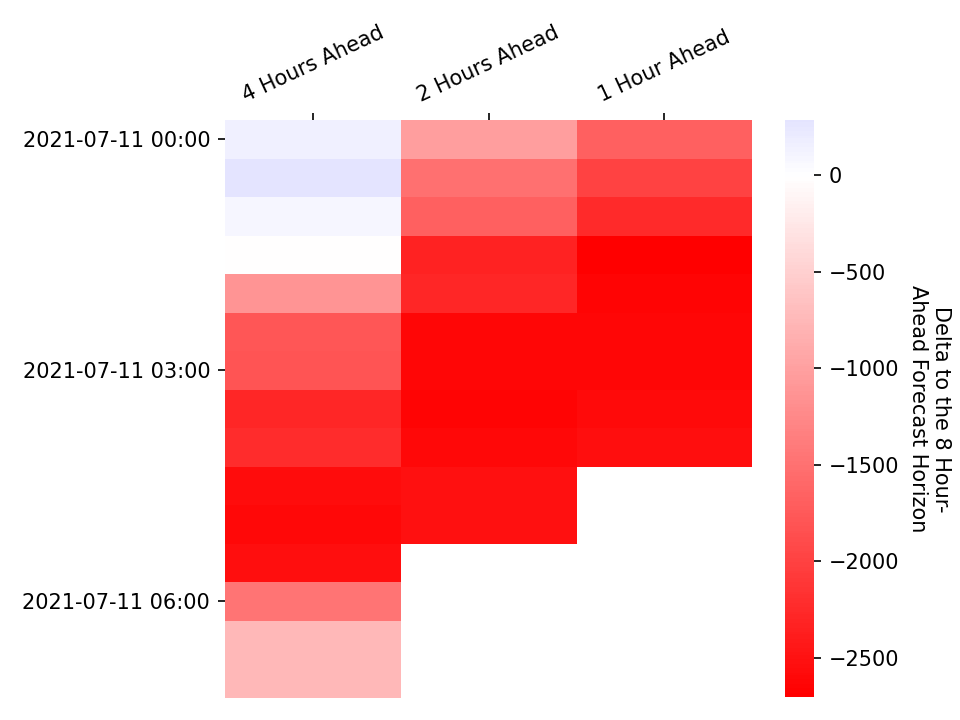 4 Hours Ahead
2 Hours Ahead
1 Hour Ahead
2021-07-11 00:00
2021-07-11 03:00
2021-07-11 06:00
0
−500
−1000
−1500
−2000
−2500
Delta to the 8 Hour-
Ahead Forecast Horizon